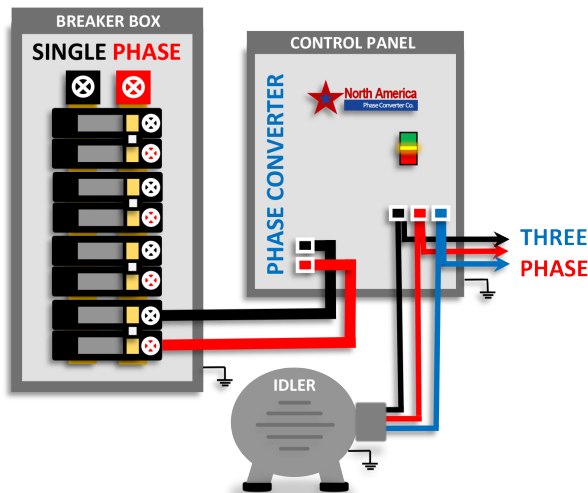 BREAKER BOX
SINGLE PHASE
CONTROL PANEL
PHASE CONVERTER
North America
Phase Converter Co.
THREE
PHASE
IDLER